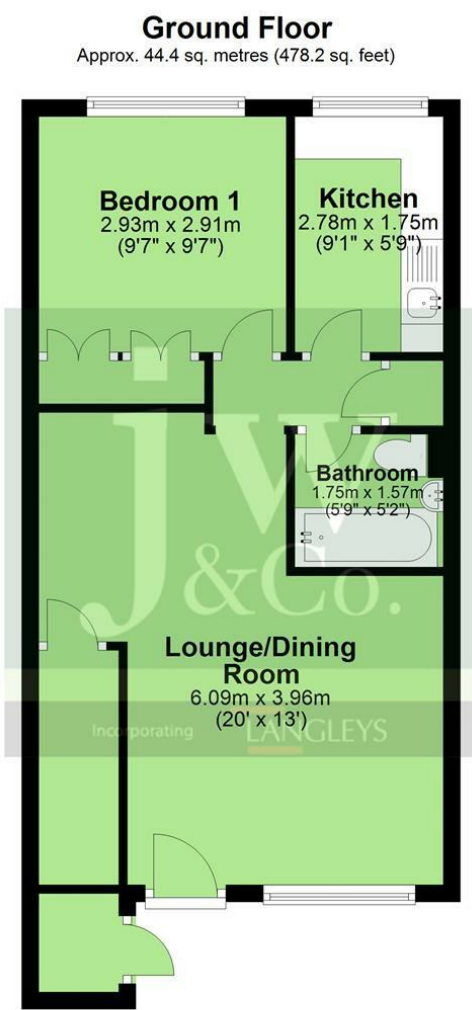 Ground Floor
Approx. 44.4 sq. metres (478.2 sq. feet)
Bedroom 1
2.93m x 2.91m
(9'7" x 9'7")
Kitchen
2.78m x 1.75m
(9'1" x 5'9")
jw
&Co.
Bathroom
1.75m x 1.57m
(5'9" x 5'2")
Lounge/Dining
Room
6.09m x 3.96m
(20' x 13')
Incorporating LANGLEYS